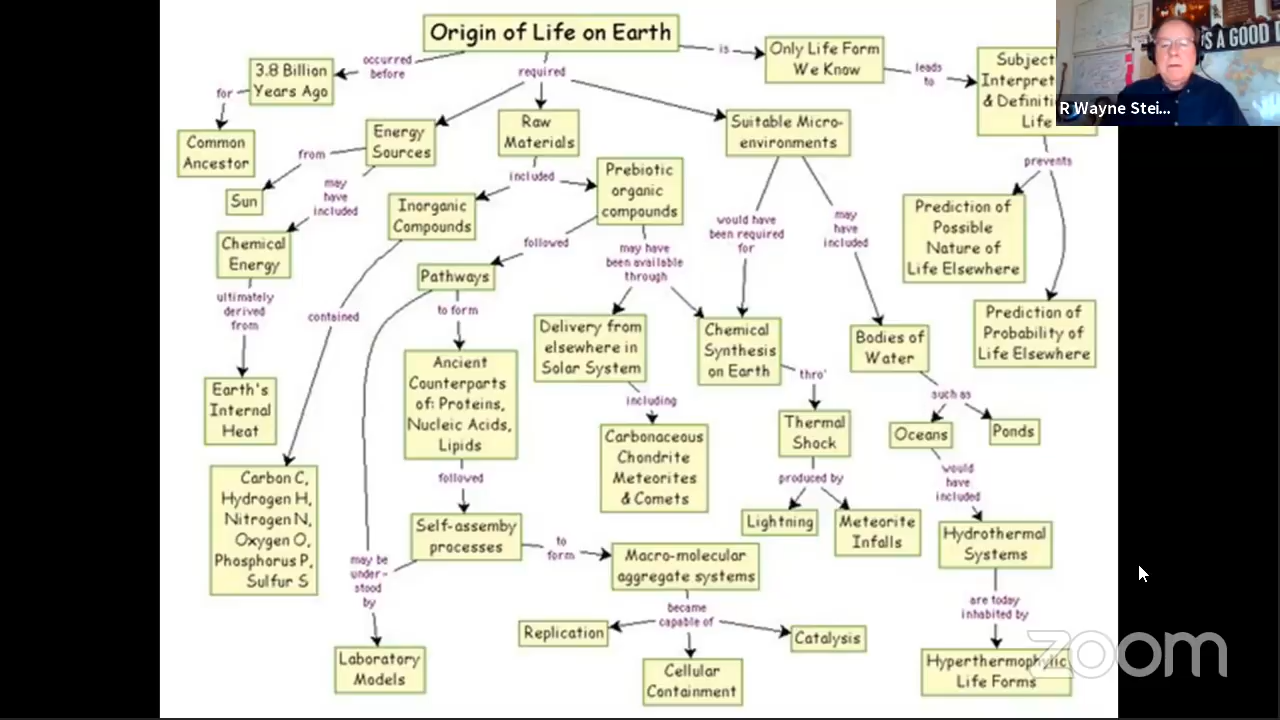 Origin of Life on Earth
is
Only Life Form
We Know
leads
to
Subject
Interpret
& Definiti
Life
occurred
before
3.8 Billion
Years Ago
for
Common
Ancestor
required
Energy
Sources
from
Sun
may
have
included
Chemical
Energy
ultimately
derived
from
Earth's
Internal
Heat
Raw
Materials
included
Inorganic
Compounds
contained
Carbon C,
Hydrogen H,
Nitrogen N,
Oxygen O,
Phosphorus P,
Sulfur S
Prebiotic
organic
compounds
followed
Pathways
to form
Ancient
Counterparts
of: Proteins,
Nucleic Acids,
Lipids
followed
Self-assemby
processes
may be
under-
stood
by
Laboratory
Models
to
form
Macro-molecular
aggregate systems
became
capable of
Replication
Cellular
Containment
Catalysis
may have
been available
through
Delivery from
elsewhere in
Solar System
including
Carbonaceous
Chondrite
Meteorites
& Comets
Suitable Micro-
environments
would have
been required
for
Chemical
Synthesis
on Earth
thro'
Thermal
Shock
produced by
Lightning
Meteorite
Infalls
may
have
included
Bodies of
Water
such as
Oceans
Ponds
would
have
included
Hydrothermal
Systems
are today
inhabited by
Hyperthermophylic
Life Forms
prevents
Prediction of
Possible
Nature of
Life Elsewhere
Prediction of
Probability of
Life Elsewhere
S A GOOD
R Wayne Stei...
zoom